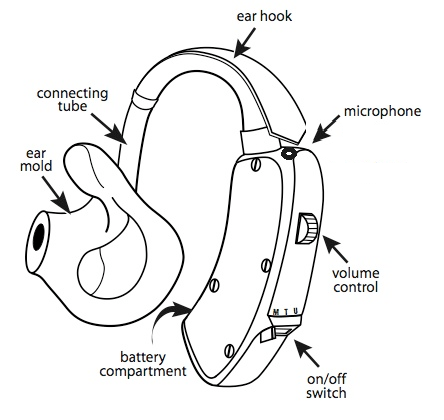 ear hook
connecting
tube
microphone
ear
mold
volume
control
M T U
battery
compartment
on/off
switch